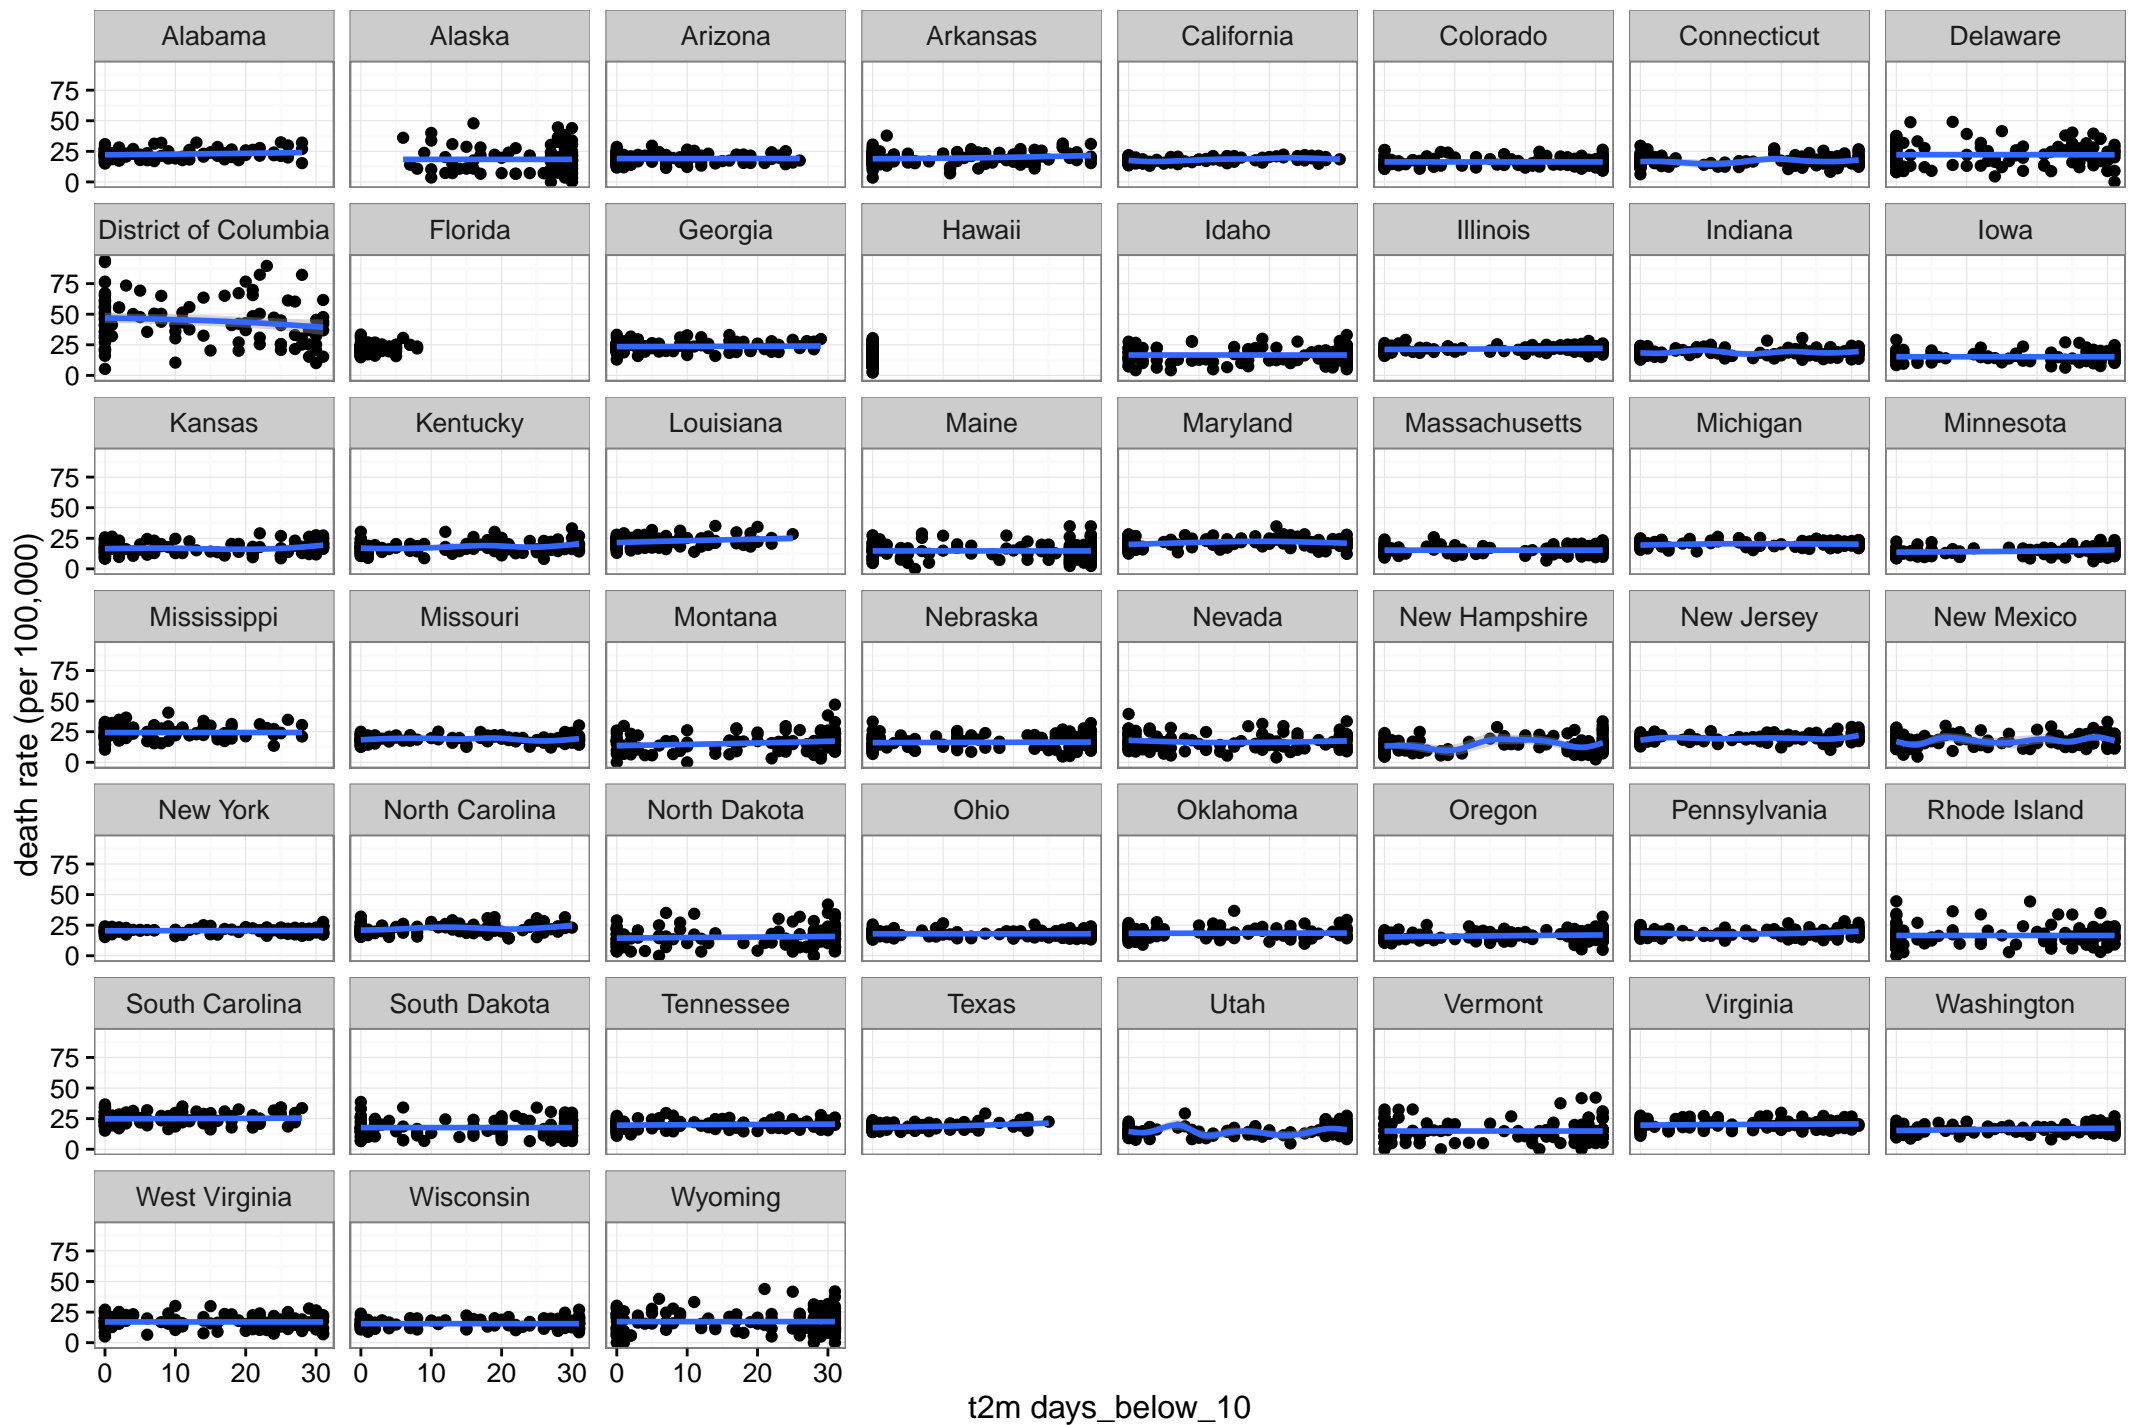 Alabama Alaska Arizona Arkansas California Colorado Connecticut Delaware
75
50
25
0
District of Columbia Florida Georgia Hawaii Idaho Illinois Indiana Iowa
75
50
25
0
Kansas Kentucky Louisiana Maine Maryland Massachusetts Michigan Minnesota
75
50
25
0
death rate (per 100,000)
Mississippi Missouri Montana Nebraska Nevada New Hampshire New Jersey New Mexico
75
50
25
0
New York North Carolina North Dakota Ohio Oklahoma Oregon Pennsylvania Rhode Island
75
50
25
0
South Carolina South Dakota Tennessee Texas Utah Vermont Virginia Washington
75
50
25
0
West Virginia Wisconsin Wyoming
75
50
25
0
0 10 20 30 0 10 20 30 0 10 20 30
t2m days_below_10